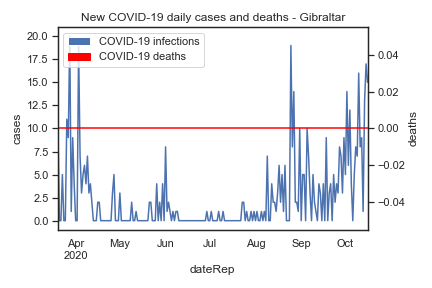 New COVID-19 daily cases and deaths - Gibraltar
COVID-19 infections
COVID-19 deaths
20.0
17.5
15.0
12.5
10.0
7.5
5.0
2.5
0.0
cases
0.04
0.02
0.00
−0.02
−0.04
deaths
Apr May Jun Jul Aug Sep Oct
2020
dateRep